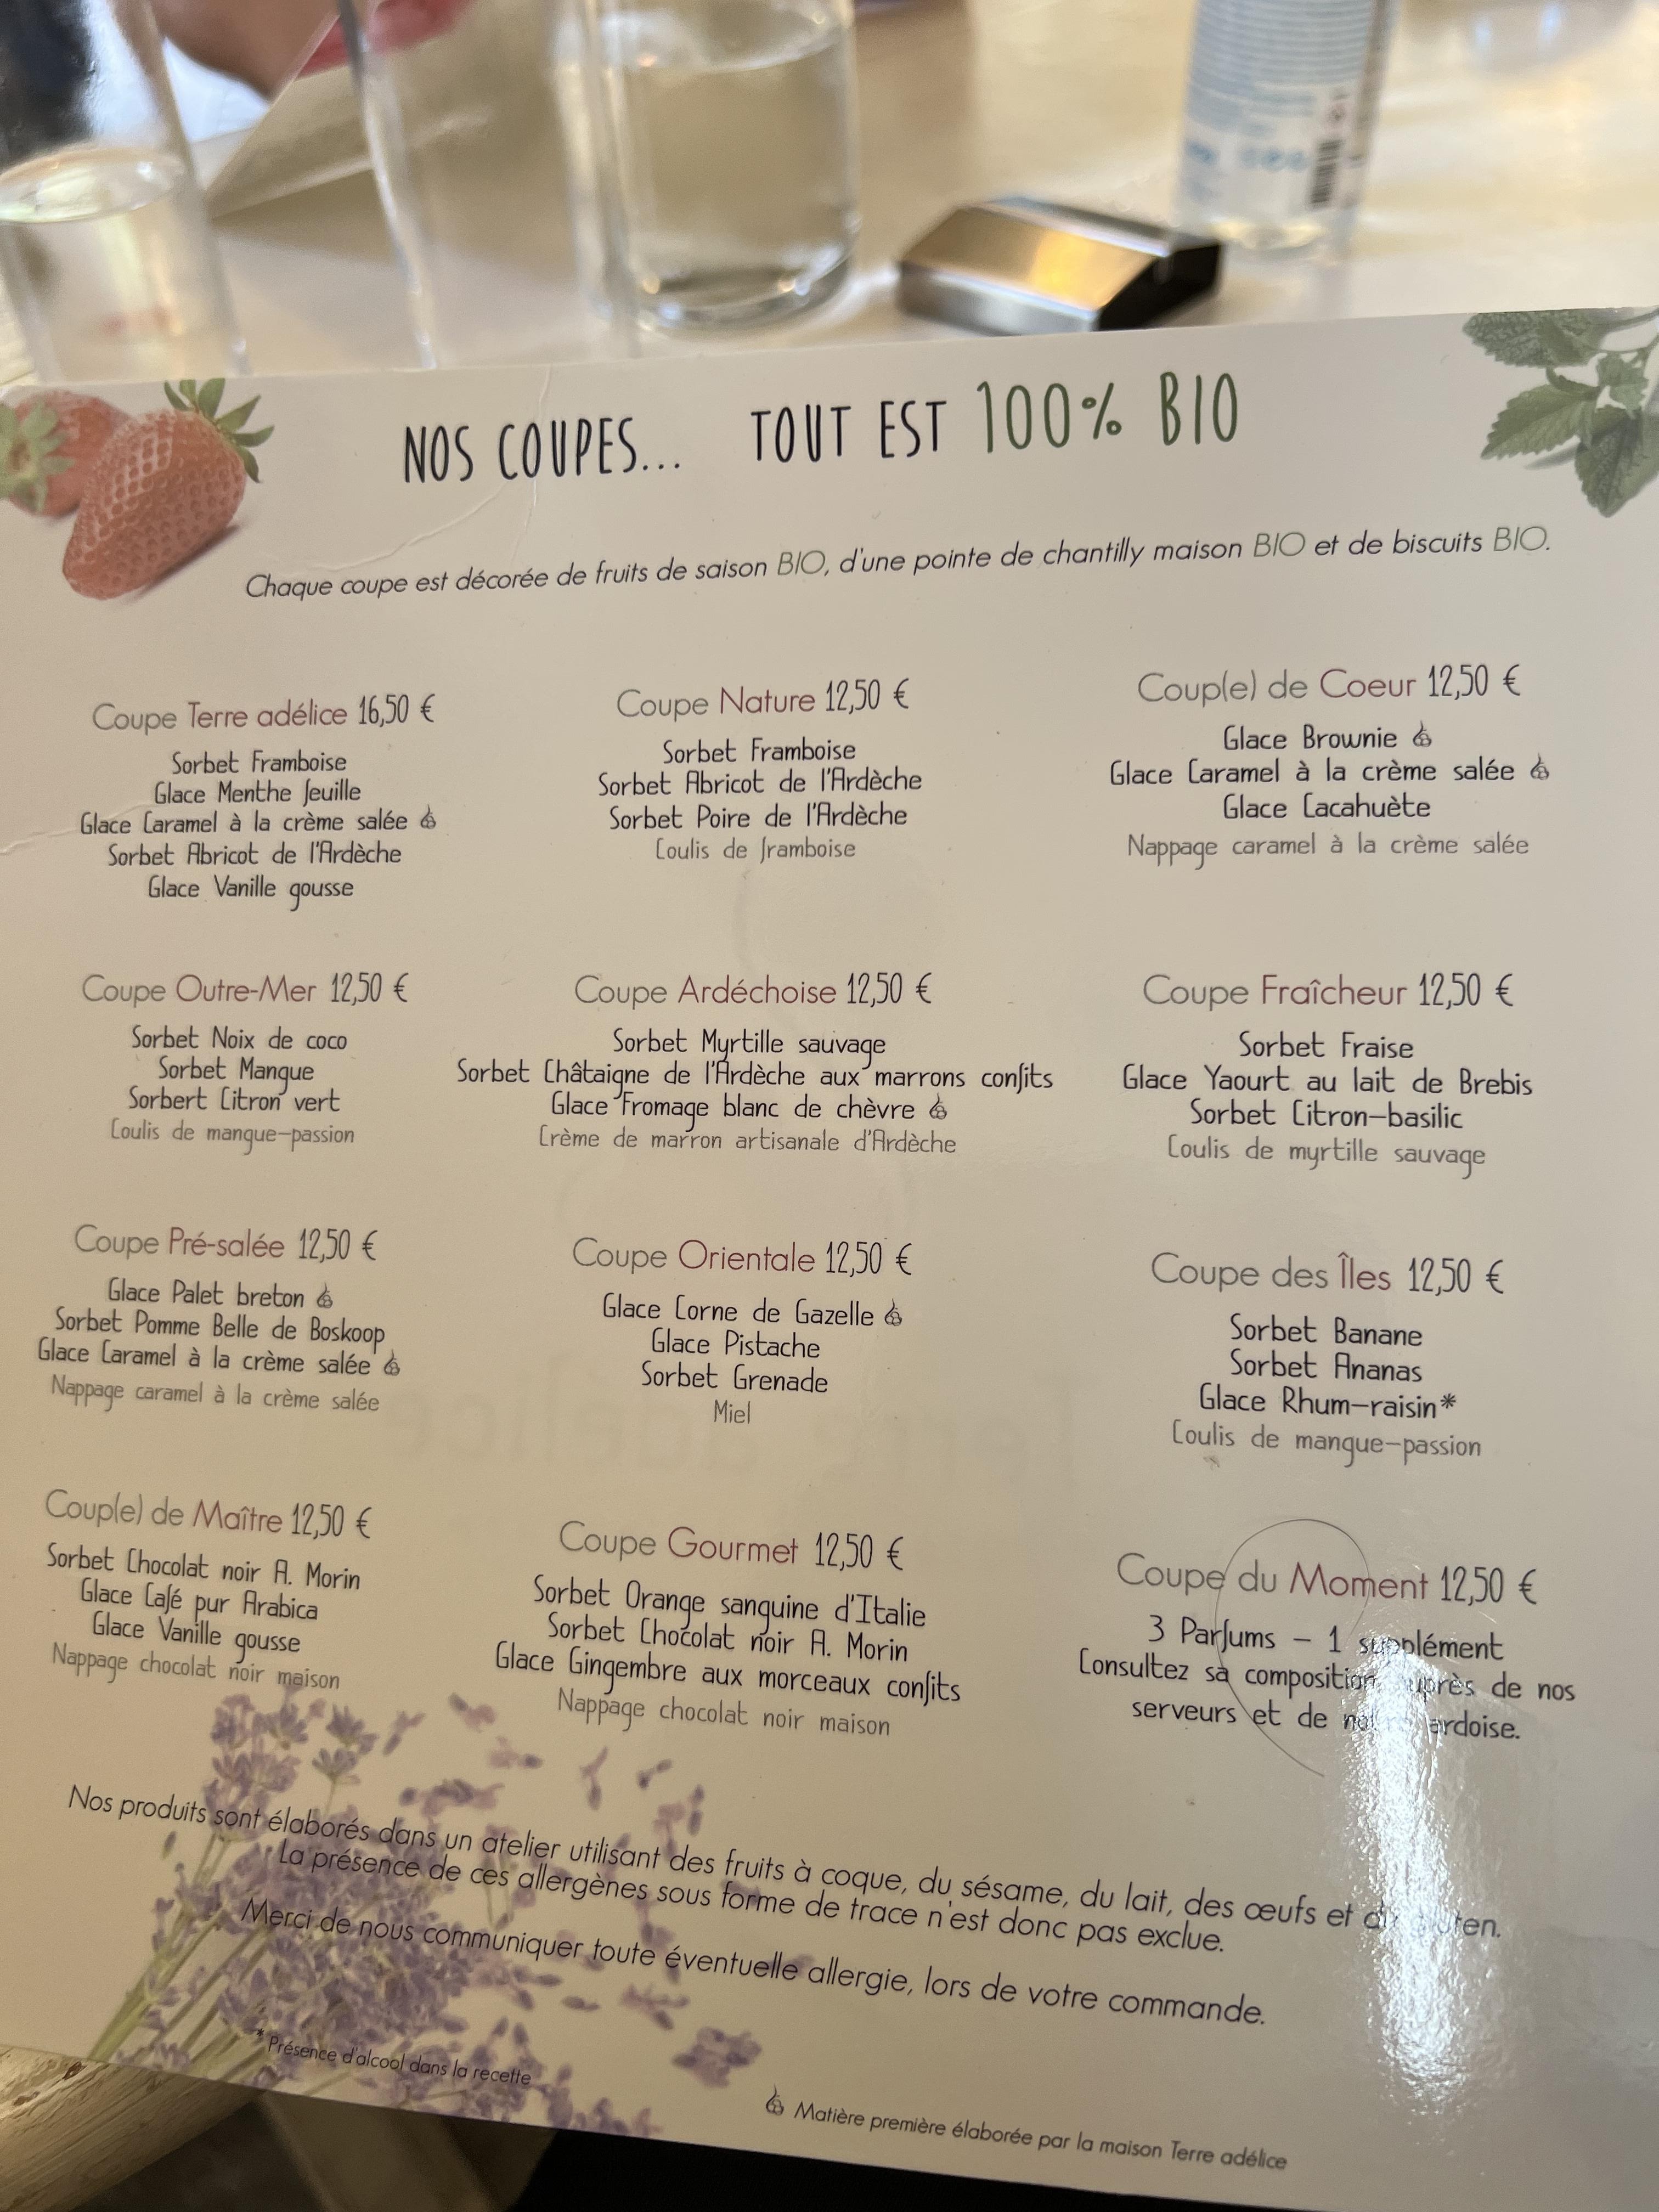 NOS COUPES... TOUT EST 100% BIO
Chaque coupe est décorée de fruits de saison BIO, d'une pointe de chantilly maison BIO et de biscuits BIO.
Coupe Terre adélice 16,50 €
Sorbet Framboise
Glace Menthe feuille
Glace Caramel à la crème salée
Sorbet Abricot de l'Ardèche
Glace Vanille gousse
Coupe Nature 12,50 €
Sorbet Framboise
Sorbet Abricot de l'Ardèche
Sorbet Poire de l'Ardèche
Coulis de framboise
Coup(e) de Coeur 12,50 €
Glace Brownie
Glace Caramel à la crème salée
Glace Cacahuète
Nappage caramel à la crème salée
Coupe Outre-Mer 12,50 €
Sorbet Noix de coco
Sorbet Mangue
Sorbert Citron vert
Coulis de mangue-passion
Coupe Ardéchoise 12,50 €
Sorbet Myrtille sauvage
Sorbet Châtaigne de l'Ardèche aux marrons confits
Glace Fromage blanc de chèvre
Crème de marron artisanale d'Ardèche
Coupe Fraîcheur 12,50 €
Sorbet Fraise
Glace Yaourt au lait de Brebis
Sorbet Citron-basilic
Coulis de myrtille sauvage
Coupe Pré-salée 12,50 €
Glace Palet breton
Sorbet Pomme Belle de Boskoop
Glace Caramel à la crème salée
Nappage caramel à la crème salée
Coupe Orientale 12,50 €
Glace Corne de Gazelle
Glace Pistache
Sorbet Grenade
Miel
Coupe des Îles 12,50 €
Sorbet Banane
Sorbet Ananas
Glace Rhum-raisin*
Coulis de mangue-passion
Coup(e) de Maître 12,50 €
Sorbet Chocolat noir A. Morin
Glace Café pur Arabica
Glace Vanille gousse
Nappage chocolat noir maison
Coupe Gourmet 12,50 €
Sorbet Orange sanguine d'Italie
Sorbet Chocolat noir A. Morin
Glace Gingembre aux morceaux confits
Nappage chocolat noir maison
Coupe du Moment 12,50 €
3 Parfums - 1 supplément
Consultez sa composition auprès de nos
serveurs et de notre ardoise.
Nos produits sont élaborés dans un atelier utilisant des fruits à coque, du sésame, du lait, des œufs et du gluten.
La présence de ces allergènes sous forme de trace n'est donc pas exclue.
Merci de nous communiquer toute éventuelle allergie, lors de votre commande.
* Présence d'alcool dans la recette
Matière première élaborée par la maison Terre adélice